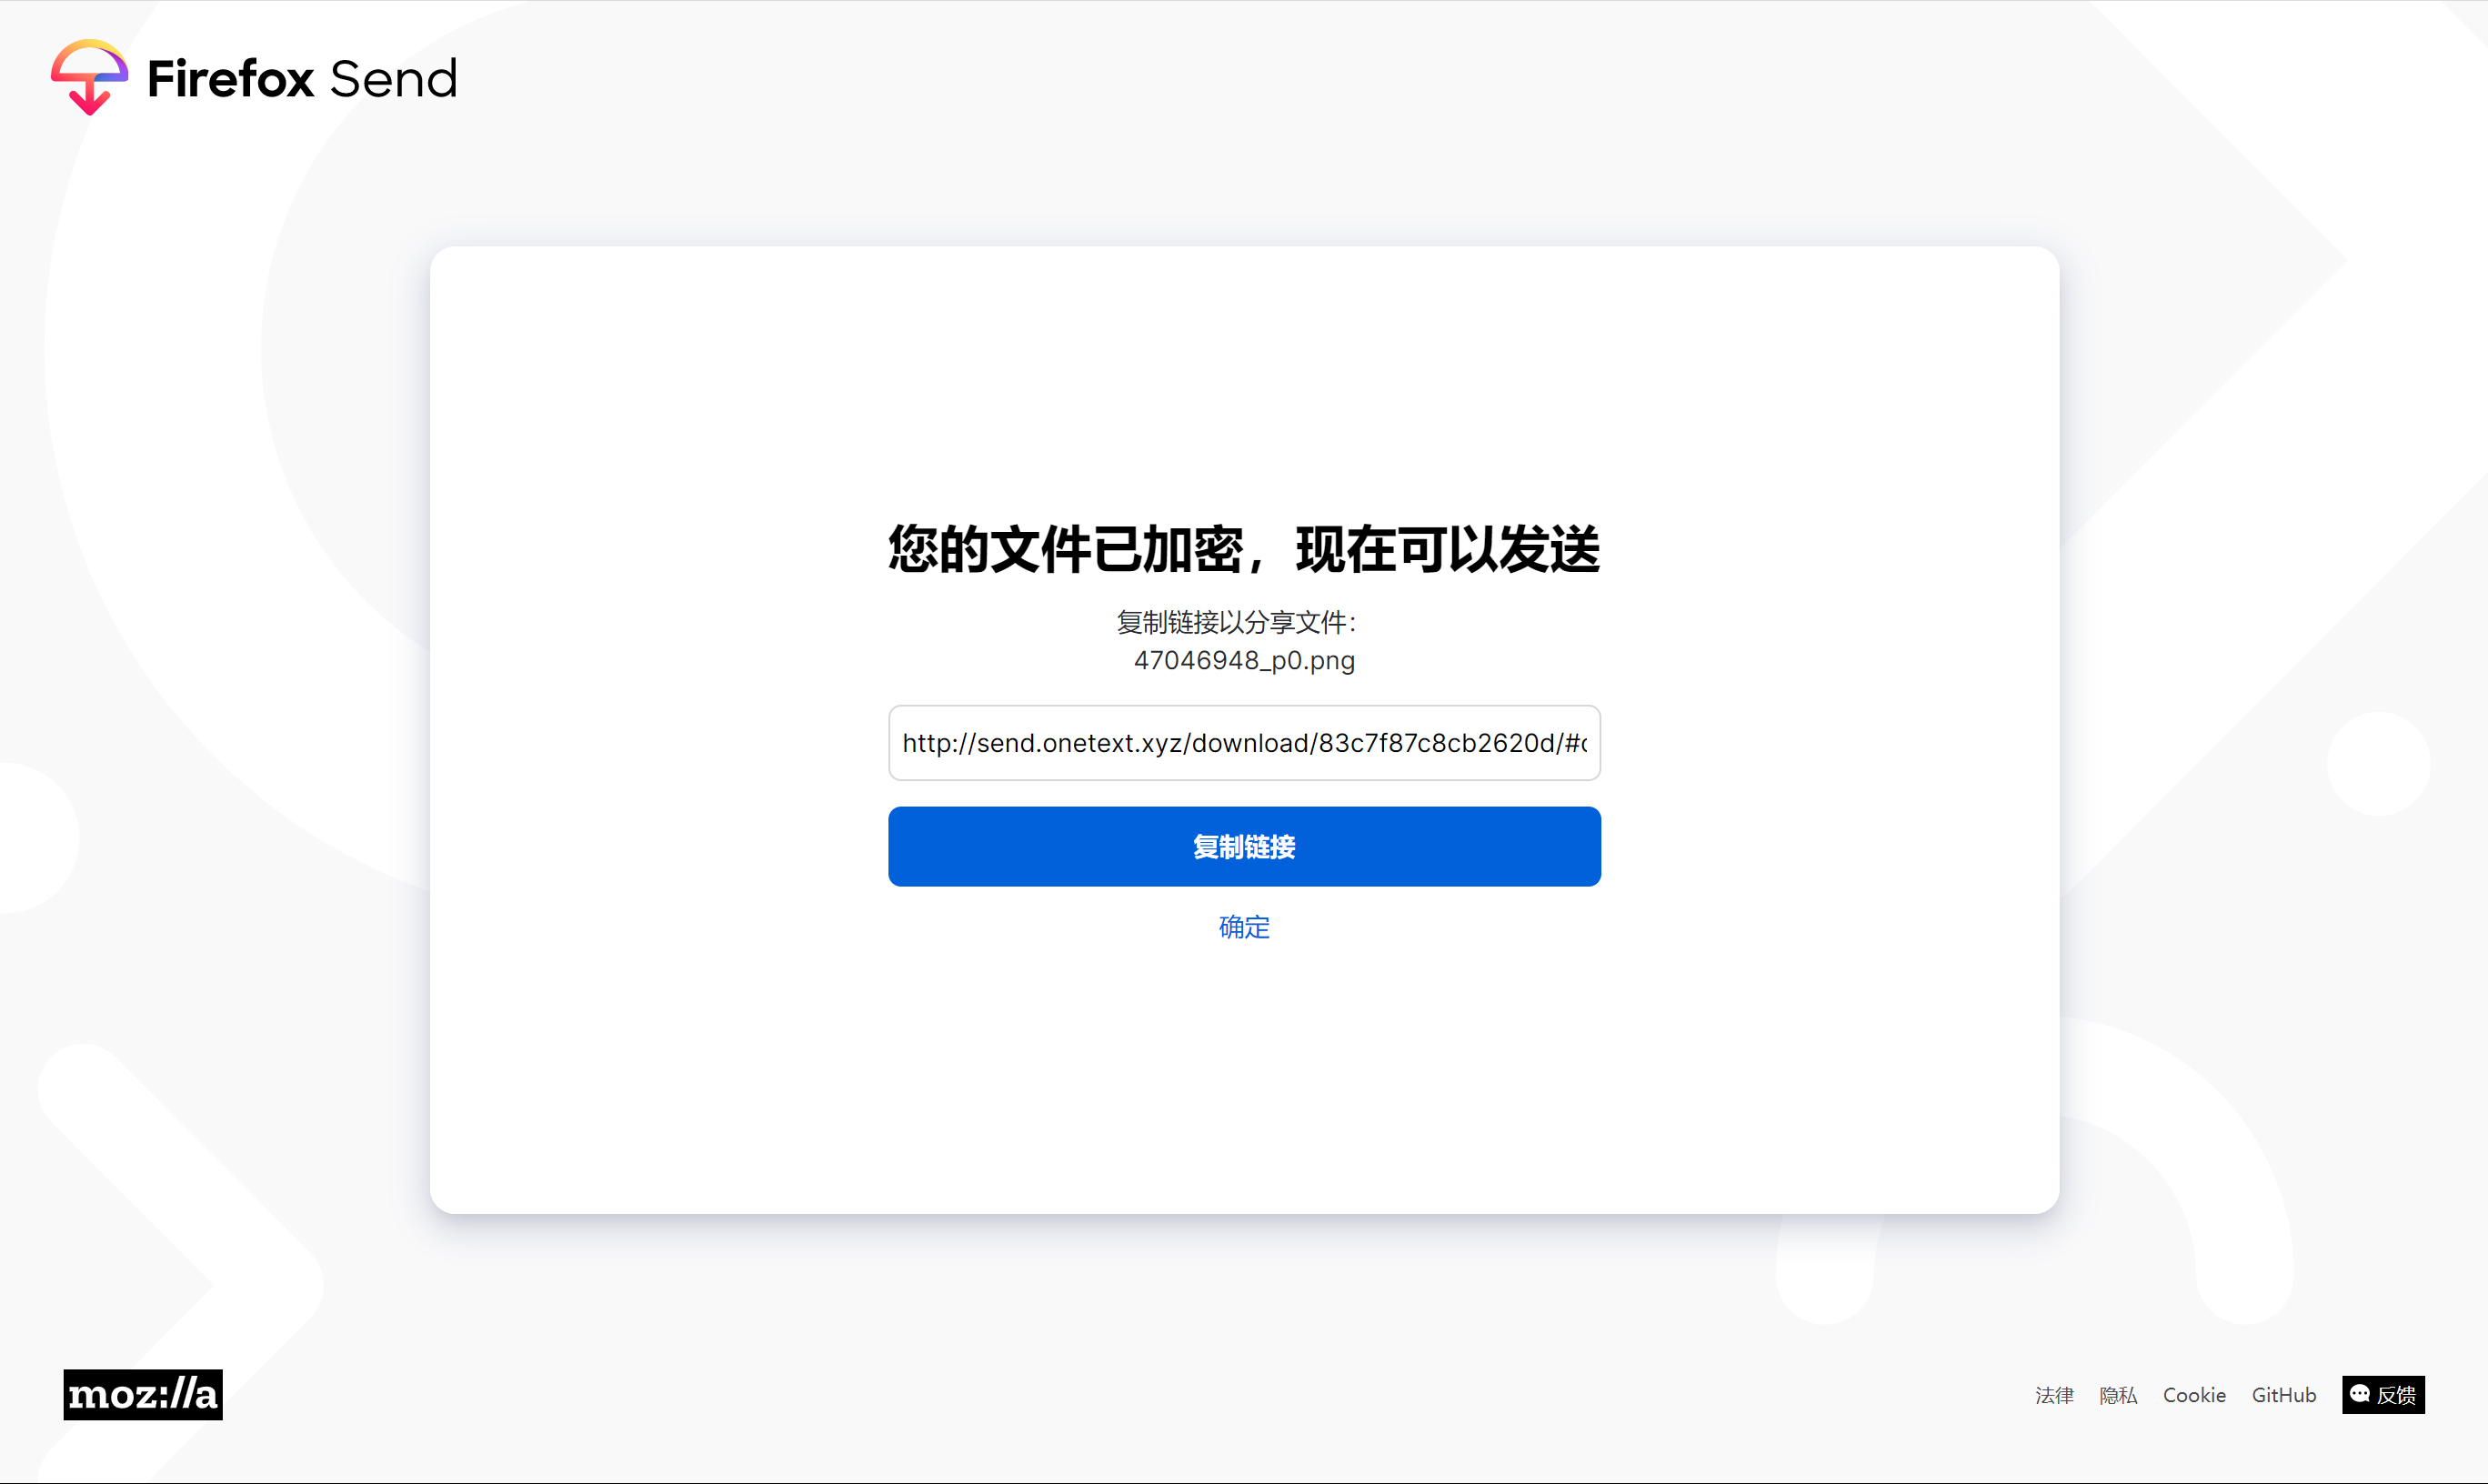 Firefox Send
您的文件已加密，现在可以发送
复制链接以分享文件：
47046948_p0.png
http://send.onetext.xyz/download/83c7f87c8cb2620d/#
复制链接
确定
moz://a
法律 隐私 Cookie GitHub 反馈